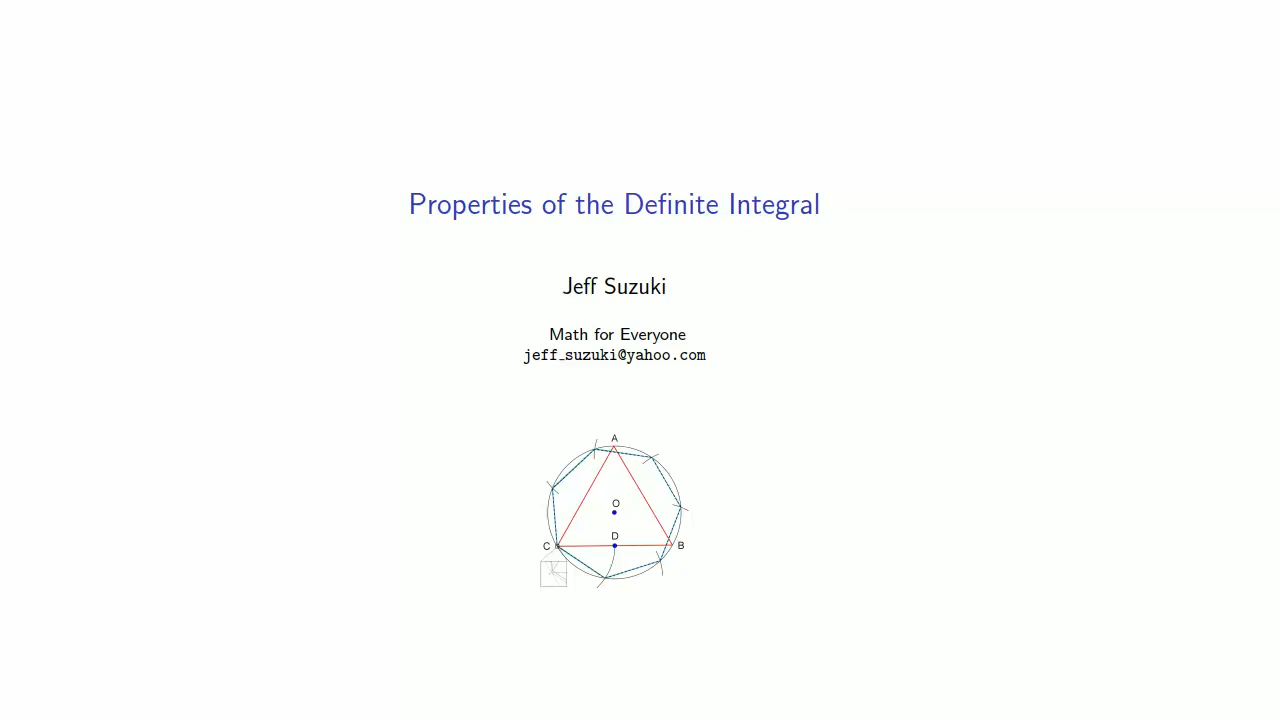 Properties of the Definite Integral
Jeff Suzuki
Math for Everyone
jeff_suzuki@yahoo.com
A
O
D
C
B